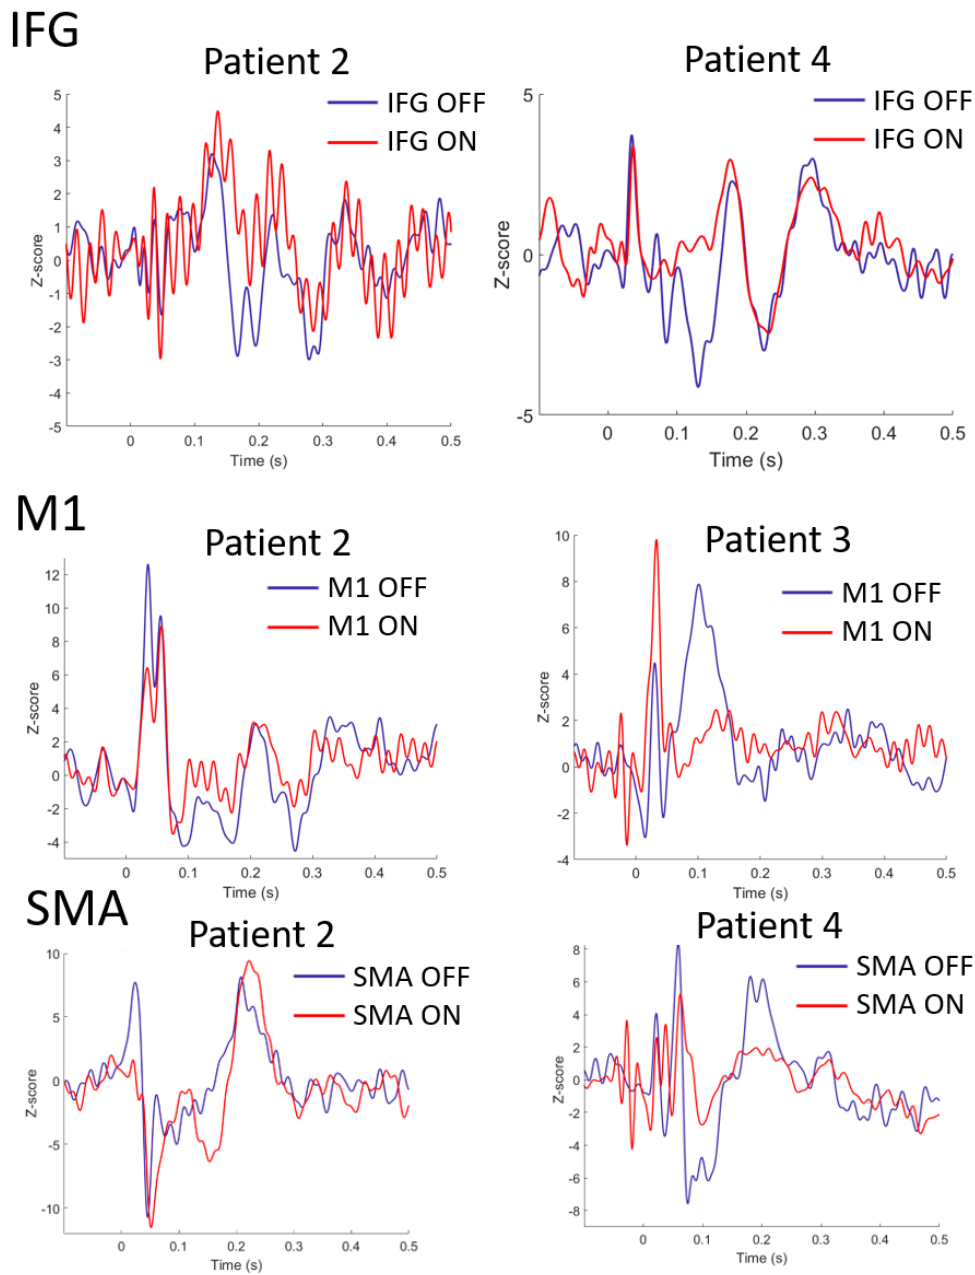 IFG
Patient 2
IFG OFF
IFG ON
5
4
3
2
1
0
-1
-2
-3
-4
-5
Z-score
0 0.1 0.2 0.3 0.4 0.5
Time (s)
Patient 4
IFG OFF
IFG ON
5
0
-5
Z-score
0 0.1 0.2 0.3 0.4 0.5
Time (s)
M1
Patient 2
M1 OFF
M1 ON
12
10
8
6
4
2
0
-2
-4
Z-score
0 0.1 0.2 0.3 0.4 0.5
Time (s)
Patient 3
M1 OFF
M1 ON
10
8
6
4
2
0
-2
-4
Z-score
0 0.1 0.2 0.3 0.4 0.5
Time (s)
SMA
Patient 2
SMA OFF
SMA ON
10
5
0
-5
-10
Z-score
0 0.1 0.2 0.3 0.4 0.5
Time (s)
Patient 4
SMA OFF
SMA ON
8
6
4
2
0
-2
-4
-6
-8
Z-score
0 0.1 0.2 0.3 0.4 0.5
Time (s)